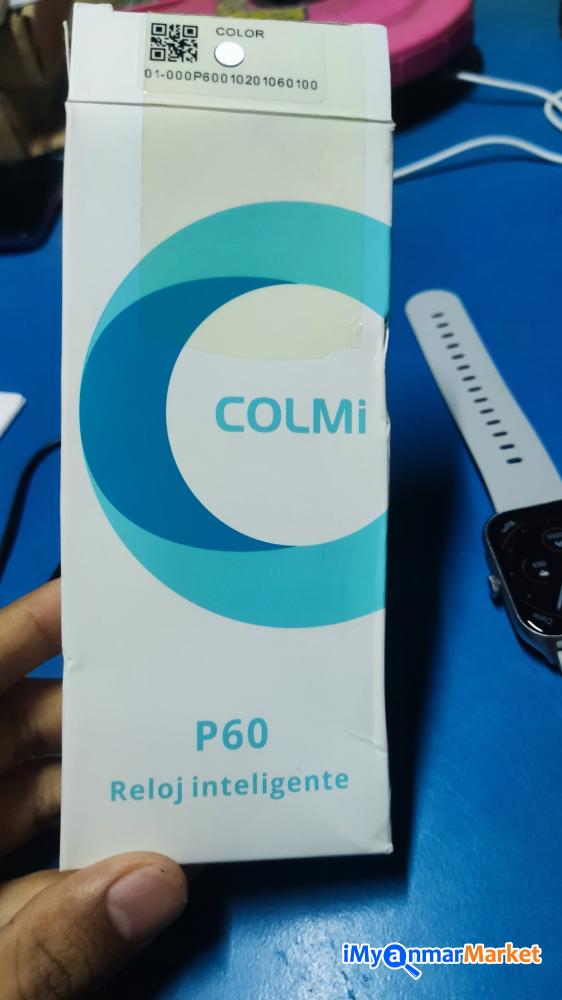 COLOR
01-000P60010201060100
COLMi
P60
Reloj inteligente
iMyanmarMarket